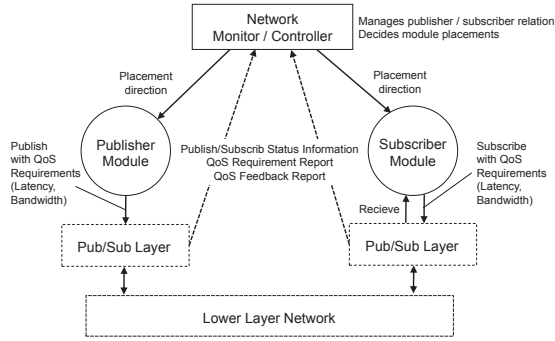 Network
Monitor / Controller
Manages publisher / subscriber relation
Decides module placements
Placement
direction
Placement
direction
Publisher
Module
Subscriber
Module
Publish
with QoS
Requirements
(Latency,
Bandwidth)
Publish/Subscrib Status Information
QoS Requirement Report
QoS Feedback Report
Subscribe
with QoS
Requirements
(Latency,
Bandwidth)
Recieve
Pub/Sub Layer
Pub/Sub Layer
Lower Layer Network